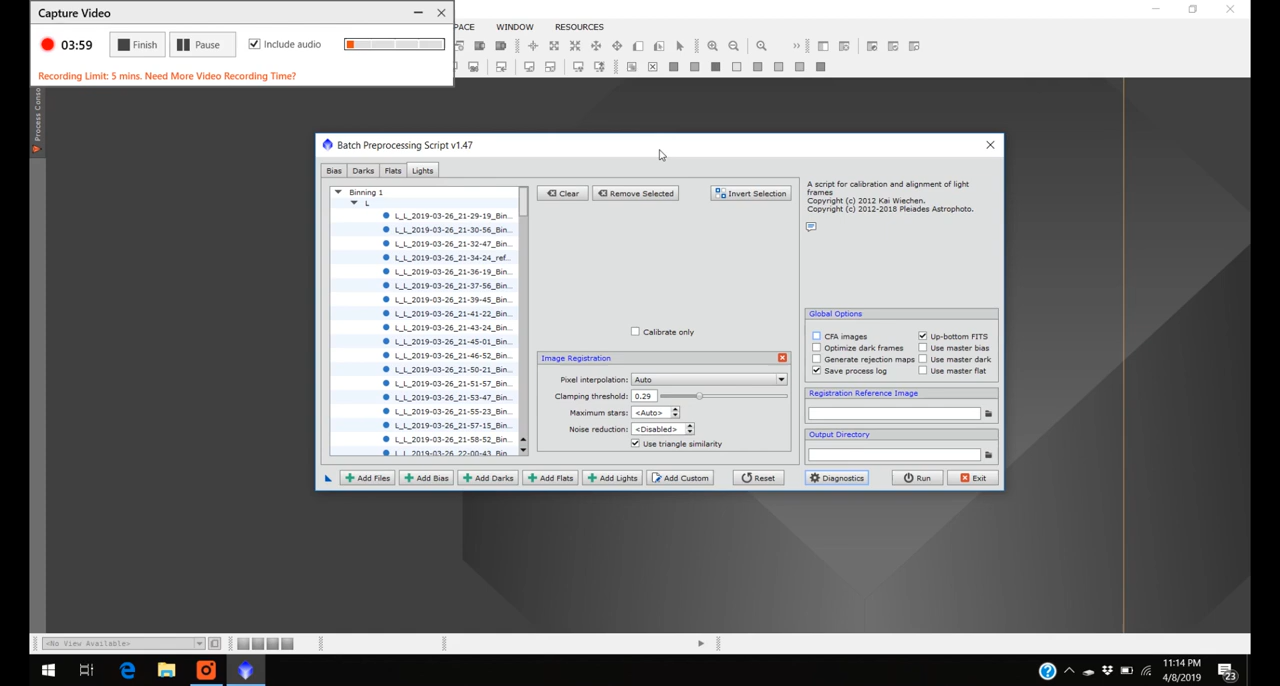 Capture Video
03:59
Finish
Pause
Include audio
Recording Limit: 5 mins. Need More Video Recording Time?
WINDOW
RESOURCES
Batch Preprocessing Script v1.47
Bias
Darks
Flats
Lights
Binning 1
L
L_L_2019-03-26_21-29-19_Bin...
L_L_2019-03-26_21-30-56_Bin...
L_L_2019-03-26_21-32-47_Bin...
L_L_2019-03-26_21-34-24_ref...
L_L_2019-03-26_21-36-19_Bin...
L_L_2019-03-26_21-37-56_Bin...
L_L_2019-03-26_21-39-45_Bin...
L_L_2019-03-26_21-41-22_Bin...
L_L_2019-03-26_21-43-24_Bin...
L_L_2019-03-26_21-45-01_Bin...
L_L_2019-03-26_21-46-52_Bin...
L_L_2019-03-26_21-50-21_Bin...
L_L_2019-03-26_21-51-57_Bin...
L_L_2019-03-26_21-53-47_Bin...
L_L_2019-03-26_21-55-23_Bin...
L_L_2019-03-26_21-57-15_Bin...
L_L_2019-03-26_21-58-52_Bin...
L_L_2019-03-26_22-00-43_Bin...
Clear
Remove Selected
Invert Selection
Calibrate only
Image Registration
Pixel interpolation: Auto
Clamping threshold: 0.29
Maximum stars: <Auto>
Noise reduction: <Disabled>
Use triangle similarity
A script for calibration and alignment of light
frames
Copyright (c) 2012 Kai Wiechen.
Copyright (c) 2012-2018 Pleiades Astrophoto.
Global Options
CFA images
Up-bottom FITS
Optimize dark frames
Use master bias
Generate rejection maps
Use master dark
Save process log
Use master flat
Registration Reference Image
Output Directory
Add Files
Add Bias
Add Darks
Add Flats
Add Lights
Add Custom
Reset
Diagnostics
Run
Exit
<No View Available>
11:14 PM
4/8/2019
23